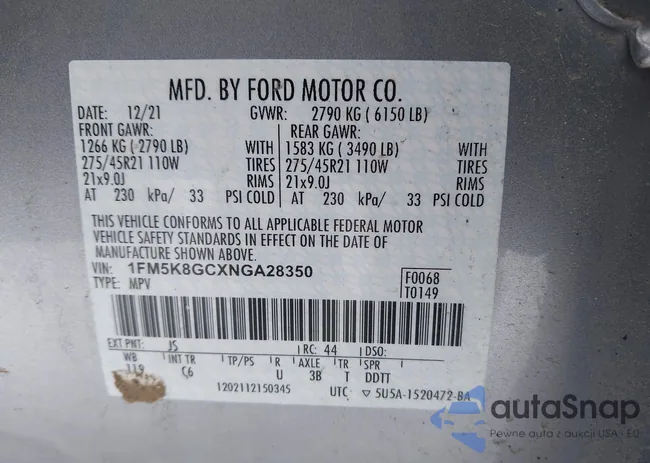 MFD. BY FORD MOTOR CO.
DATE: 12/21 GVWR: 2790 KG ( 6150 LB)
FRONT GAWR: REAR GAWR:
1266 KG ( 2790 LB) WITH 1583 KG ( 3490 LB) WITH
275/45R21 110W TIRES 275/45R21 110W TIRES
21x9.0J RIMS 21x9.0J RIMS
AT 230 kPa/ 33 PSI COLD AT 230 kPa/ 33 PSI COLD
THIS VEHICLE CONFORMS TO ALL APPLICABLE FEDERAL MOTOR
VEHICLE SAFETY STANDARDS IN EFFECT ON THE DATE OF
MANUFACTURE SHOWN ABOVE.
VIN: 1FM5K8GCXNGA28350
TYPE: MPV
F0068
T0149
EXT PNT: JS RC: 44 DSO:
WB INT TR TP/PS R AXLE TR SPR
119 C6 U 3B T DDTT
1202112150345 UTC ▽ 5U5A-1520472-BA
autoSnap
Pewne auta z aukcji USA - EU